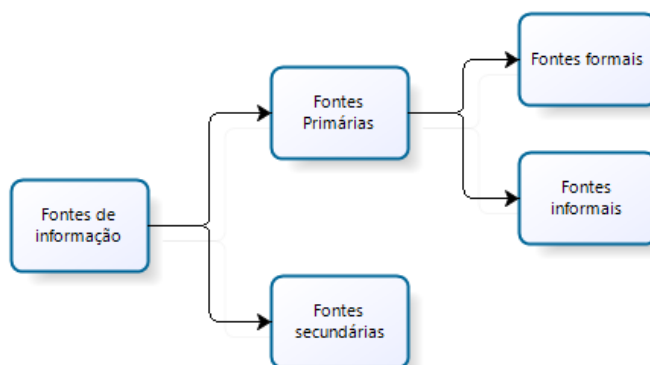 Fontes formais
Fontes
Primárias
Fontes
informais
Fontes de
informação
Fontes
secundárias